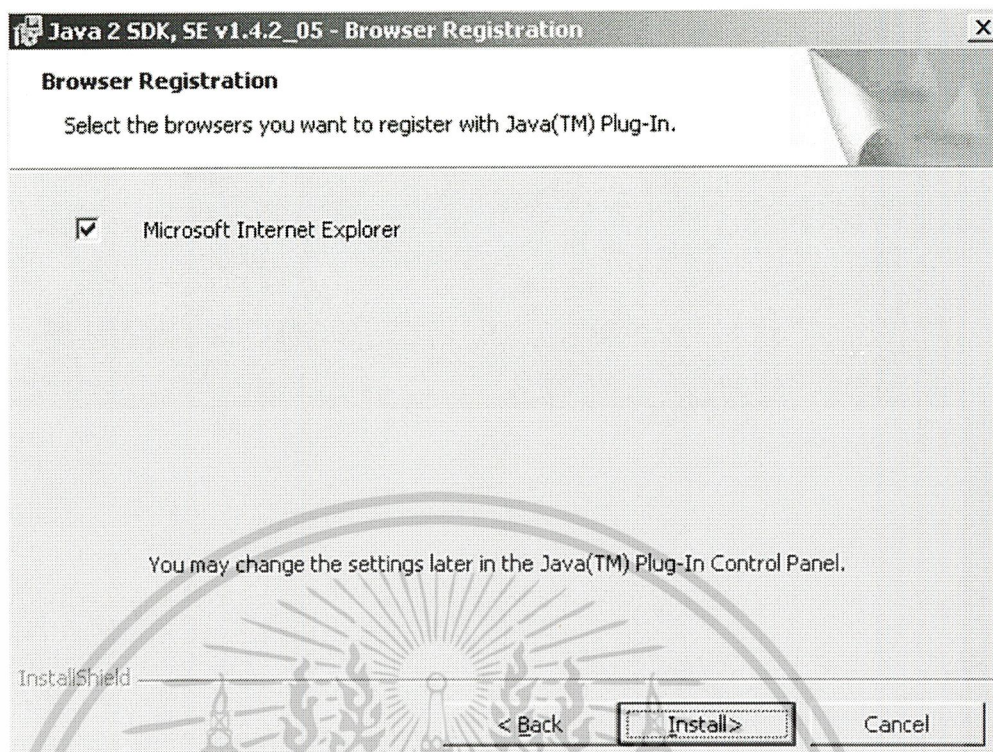 Java 2 SDK, SE v1.4.2_05 - Browser Registration
Browser Registration
Select the browsers you want to register with Java(TM) Plug-In.
Microsoft Internet Explorer
You may change the settings later in the Java(TM) Plug-In Control Panel.
InstallShield
< Back
Install>
Cancel